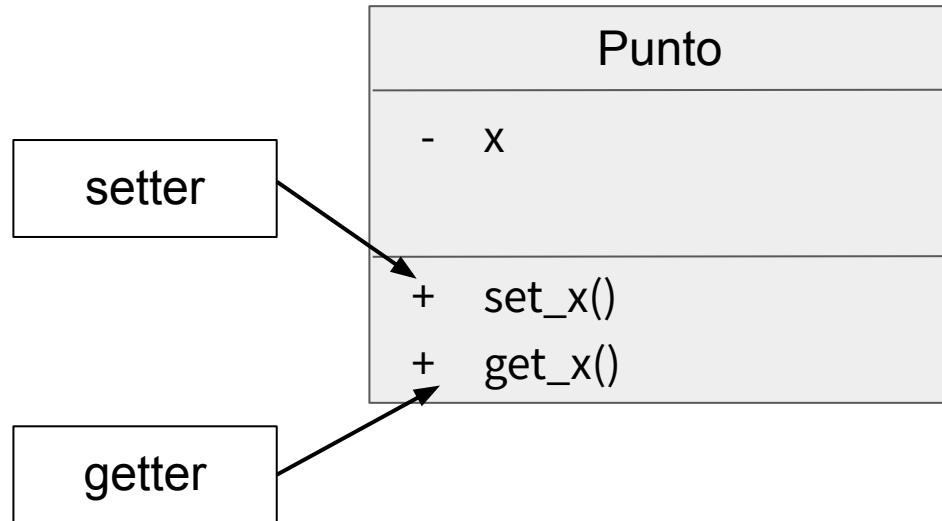 Punto
- x
setter
+ set_x()
+ get_x()
getter